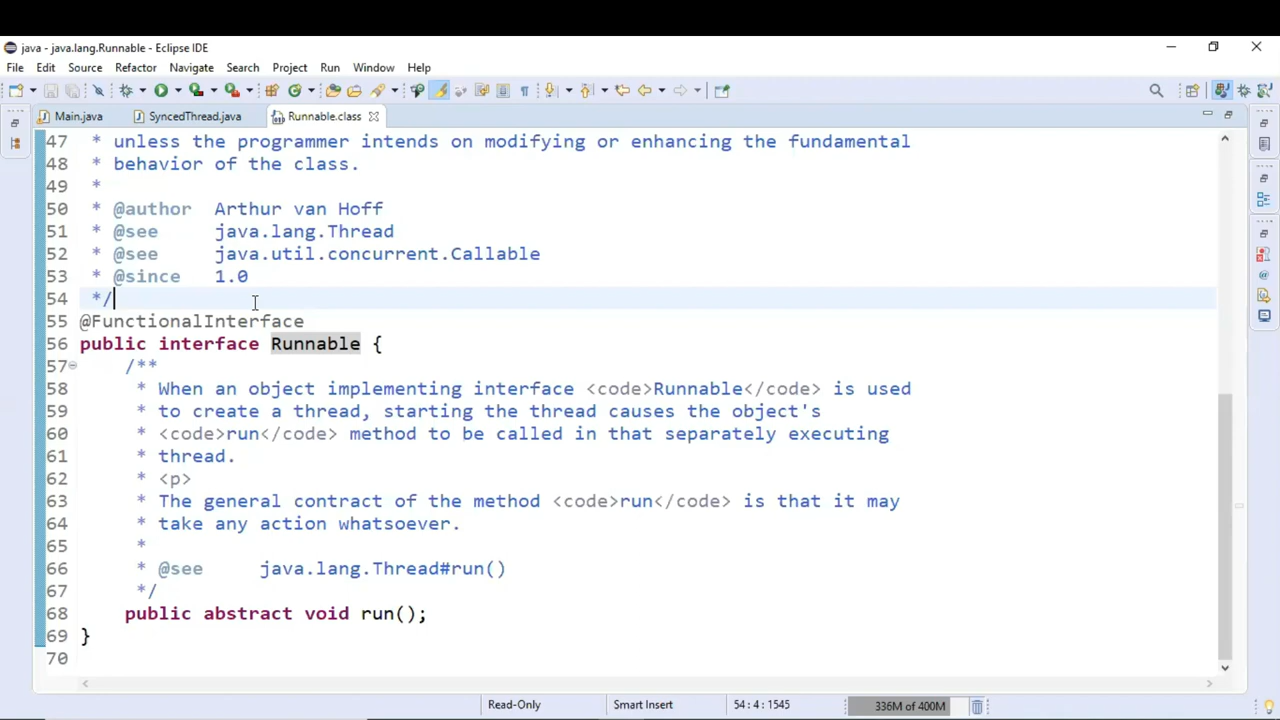 java - java.lang.Runnable - Eclipse IDE
File Edit Source Refactor Navigate Search Project Run Window Help
Main.java SyncedThread.java Runnable.class
47 * unless the programmer intends on modifying or enhancing the fundamental
48 * behavior of the class.
49 *
50 * @author Arthur van Hoff
51 * @see java.lang.Thread
52 * @see java.util.concurrent.Callable
53 * @since 1.0
54 */
55 @FunctionalInterface
56 public interface Runnable {
57 /**
58 * When an object implementing interface <code>Runnable</code> is used
59 * to create a thread, starting the thread causes the object's
60 * <code>run</code> method to be called in that separately executing
61 * thread.
62 * <p>
63 * The general contract of the method <code>run</code> is that it may
64 * take any action whatsoever.
65 *
66 * @see java.lang.Thread#run()
67 */
68 public abstract void run();
69 }
70
Read-Only Smart Insert 54 : 4 : 1545 336M of 400M